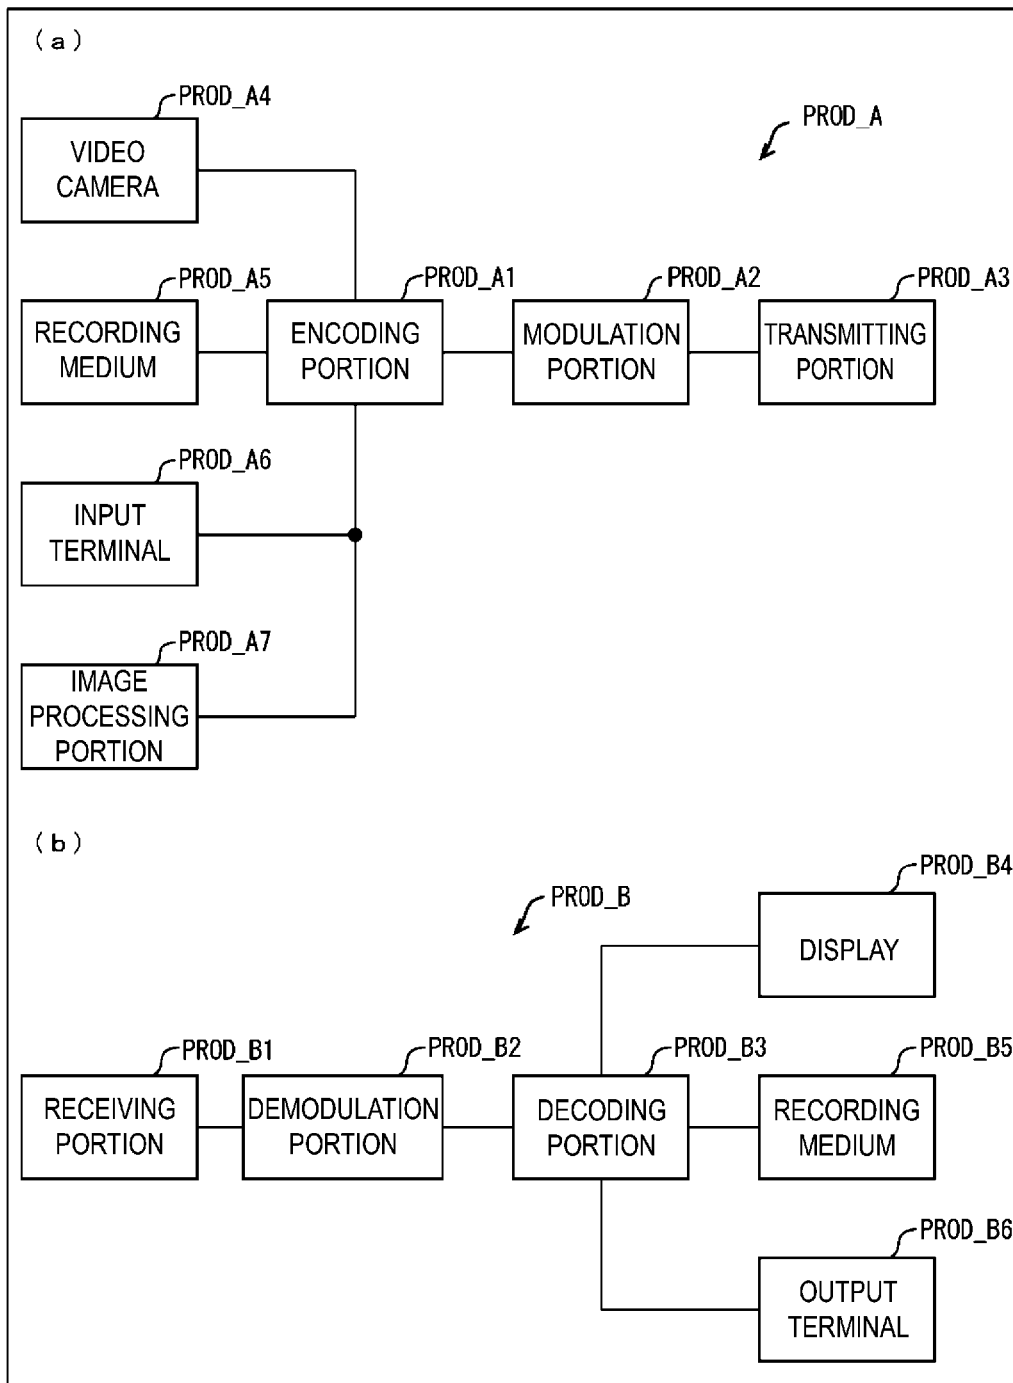 (a)
PROD_A4
VIDEO
CAMERA
PROD_A
PROD_A5
RECORDING
MEDIUM
PROD_A1
ENCODING
PORTION
PROD_A2
MODULATION
PORTION
PROD_A3
TRANSMITTING
PORTION
PROD_A6
INPUT
TERMINAL
PROD_A7
IMAGE
PROCESSING
PORTION
(b)
PROD_B
PROD_B4
DISPLAY
PROD_B1
RECEIVING
PORTION
PROD_B2
DEMODULATION
PORTION
PROD_B3
DECODING
PORTION
PROD_B5
RECORDING
MEDIUM
PROD_B6
OUTPUT
TERMINAL